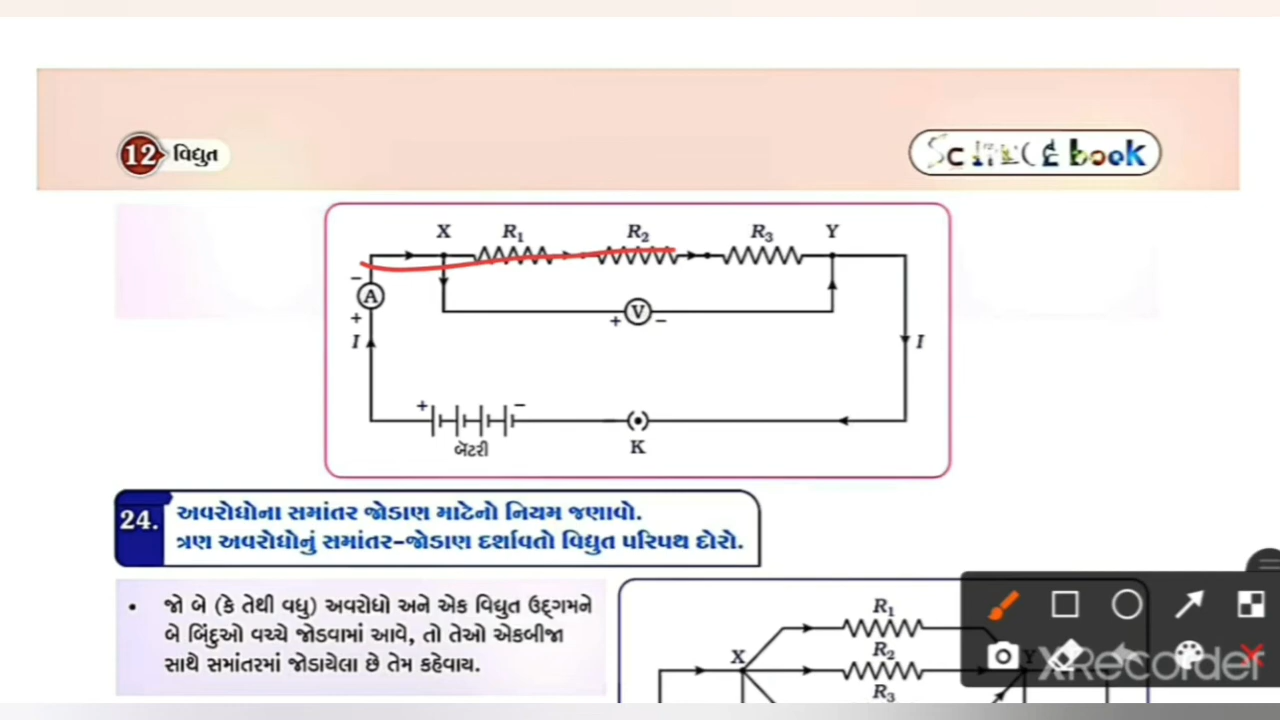 12 વિદ્યુત
book
X R₁ R₂ R₃ Y
−
A
+
+ V −
I
I
+ −
બૅટરી
K
24. અવરોધોના સમાંતર જોડાણ માટેનો નિયમ જણાવો.
ત્રણ અવરોધોનું સમાંતર-જોડાણ દર્શાવતો વિદ્યુત પરિપથ દોરો.
• જો બે (કે તેથી વધુ) અવરોધો અને એક વિદ્યુત ઉદ્ગમને
બે બિંદુઓ વચ્ચે જોડવામાં આવે, તો તેઓ એકબીજા
સાથે સમાંતરમાં જોડાયેલા છે તેમ કહેવાય.
R₁
X R₂ Y
R₃
XRecorder